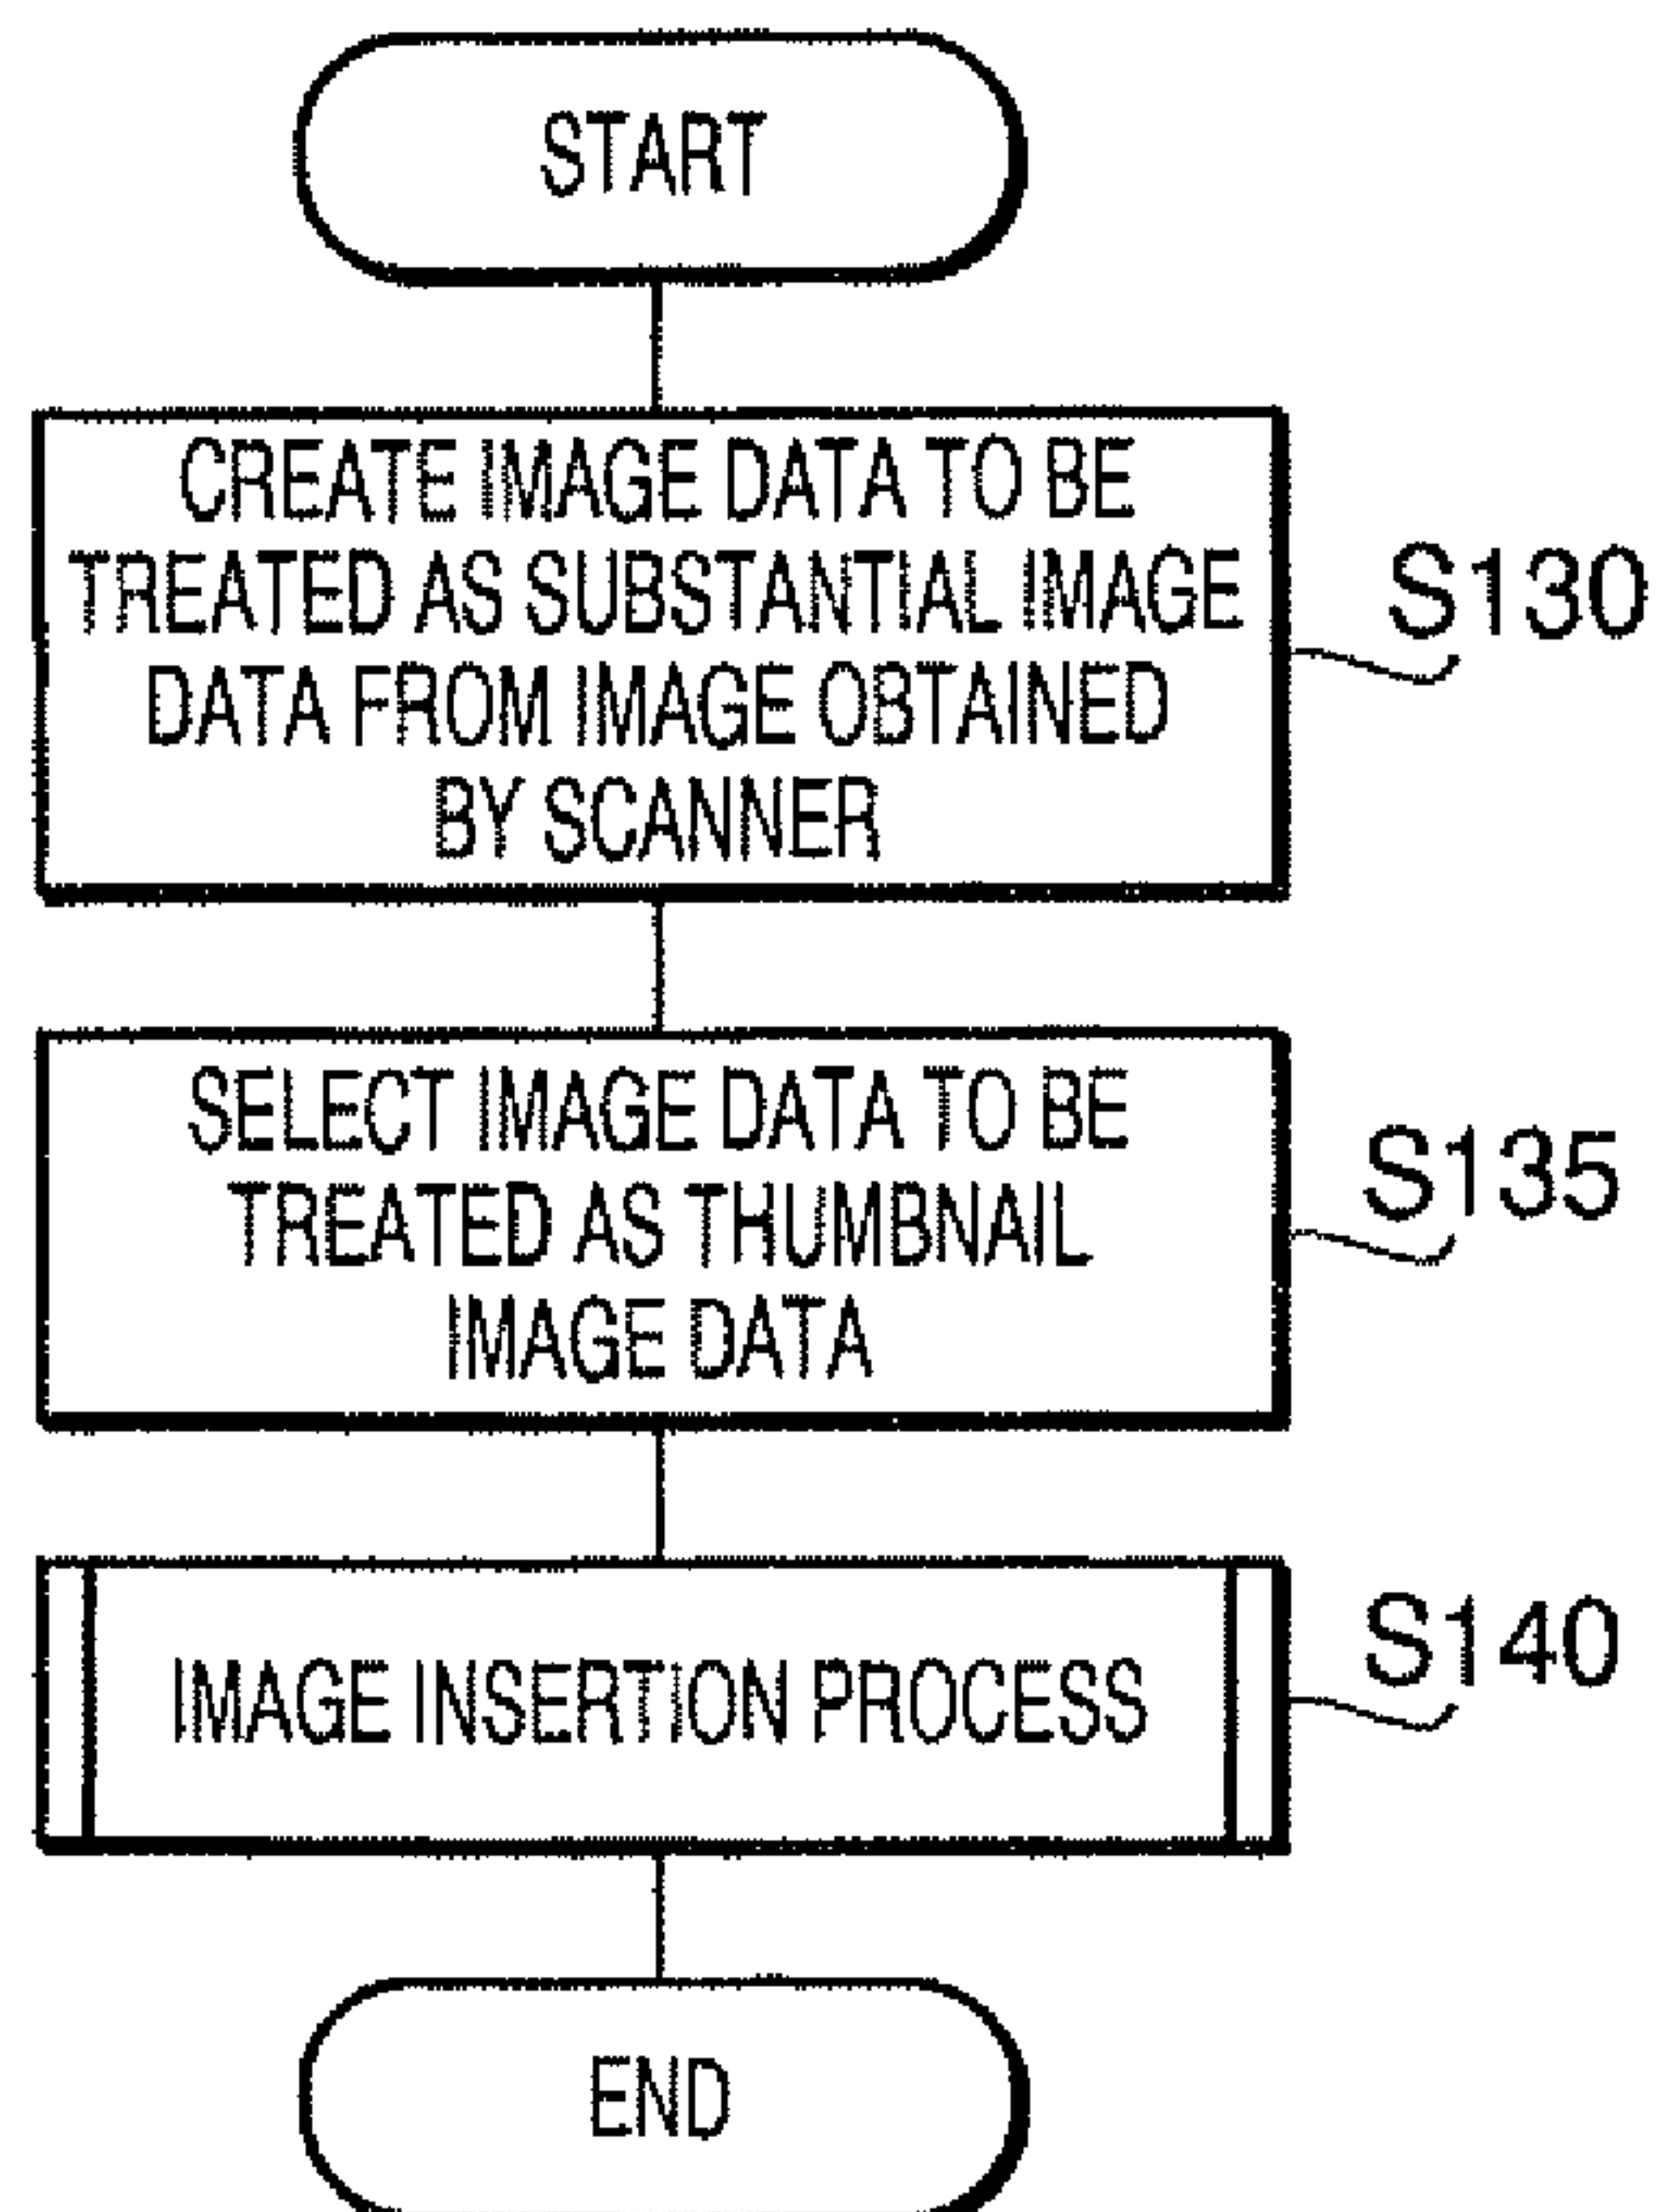 START
CREATE IMAGE DATA TO BE
TREATED AS SUBSTANTIAL IMAGE
DATA FROM IMAGE OBTAINED
BY SCANNER
S130
SELECT IMAGE DATA TO BE
TREATED AS THUMBNAIL
IMAGE DATA
S135
IMAGE INSERTION PROCESS
S140
END